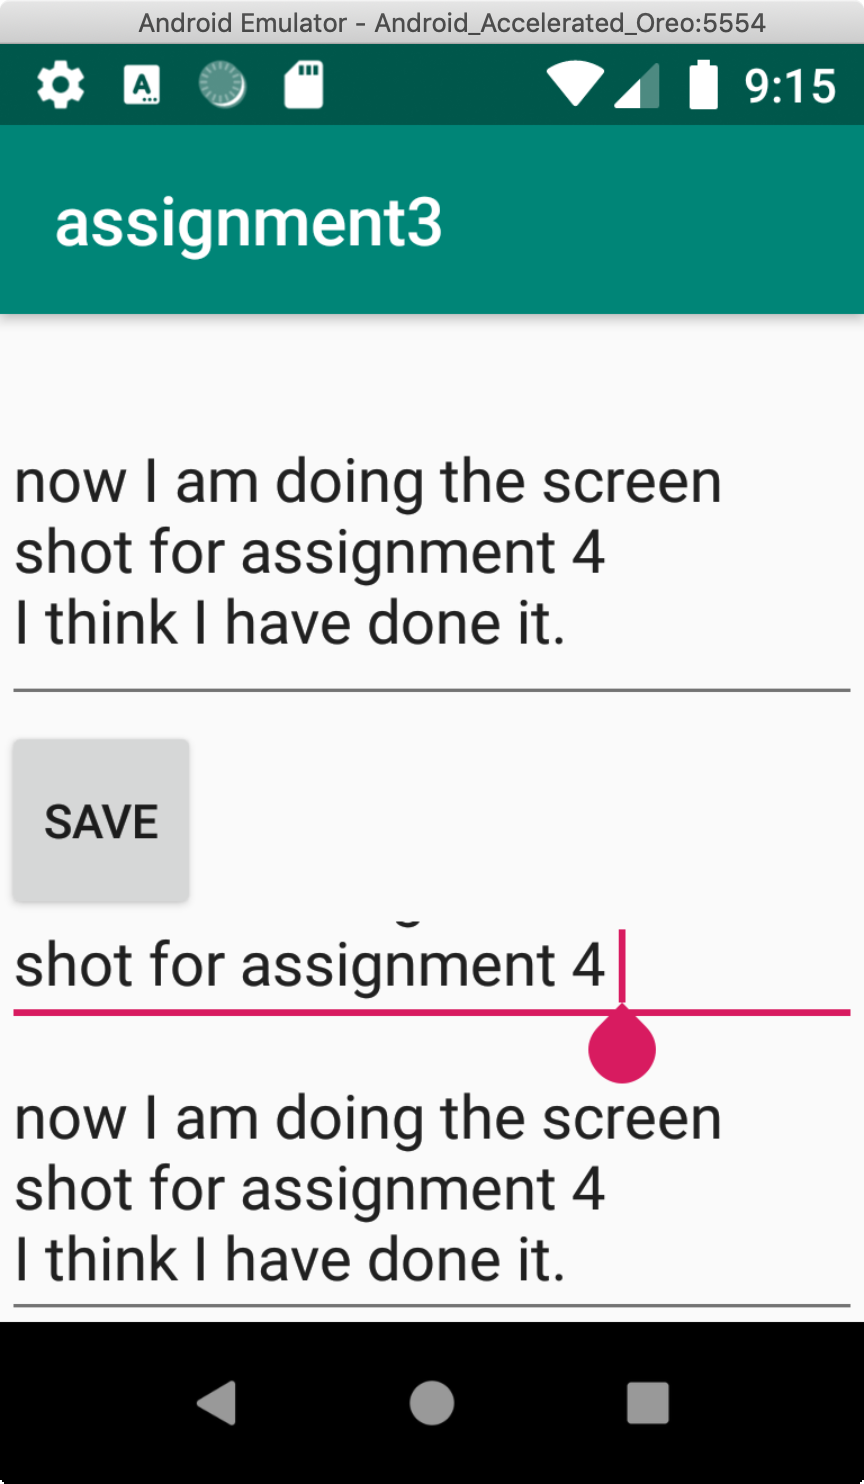 Android Emulator - Android_Accelerated_Oreo:5554
A
9:15
assignment3
now I am doing the screen
shot for assignment 4
I think I have done it.
SAVE
shot for assignment 4
now I am doing the screen
shot for assignment 4
I think I have done it.